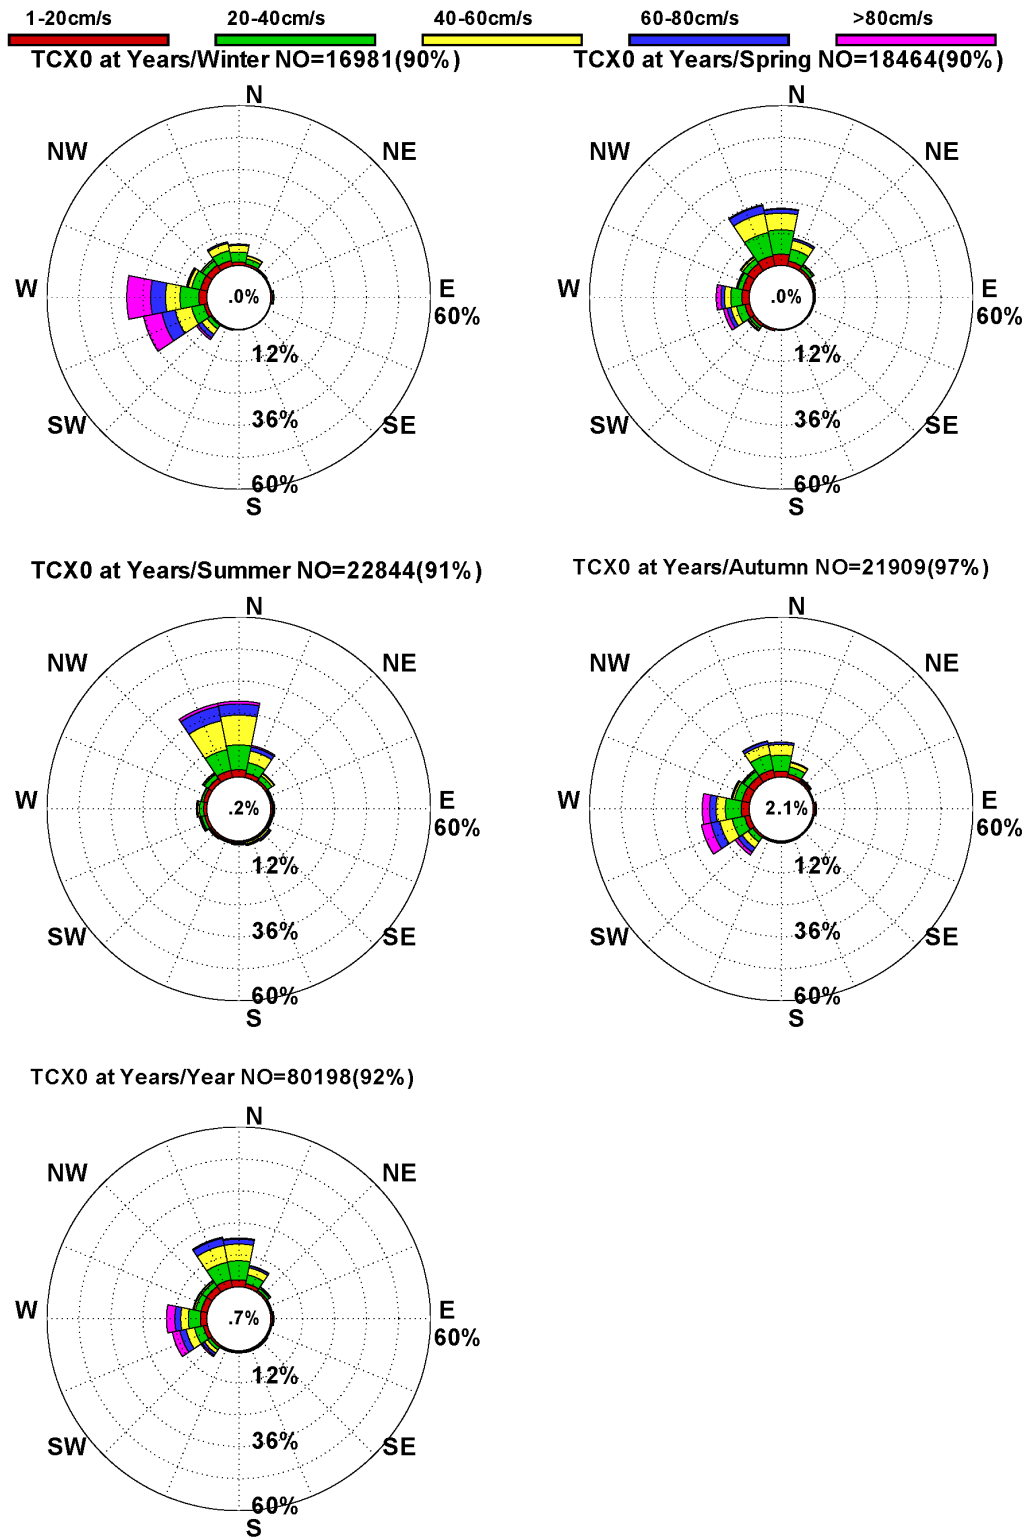 1-20cm/s 20-40cm/s 40-60cm/s 60-80cm/s >80cm/s
TCX0 at Years/Winter NO=16981(90%) TCX0 at Years/Spring NO=18464(90%)
N N
NW NE NW NE
W .0% E W .0% E
60% 60%
12% 12%
36% 36%
SW SE SW SE
60% 60%
S S
TCX0 at Years/Summer NO=22844(91%) TCX0 at Years/Autumn NO=21909(97%)
N N
NW NE NW NE
W .2% E W 2.1% E
60% 60%
12% 12%
36% 36%
SW SE SW SE
60% 60%
S S
TCX0 at Years/Year NO=80198(92%)
N
NW NE
W .7% E
60%
12%
36%
SW SE
60%
S